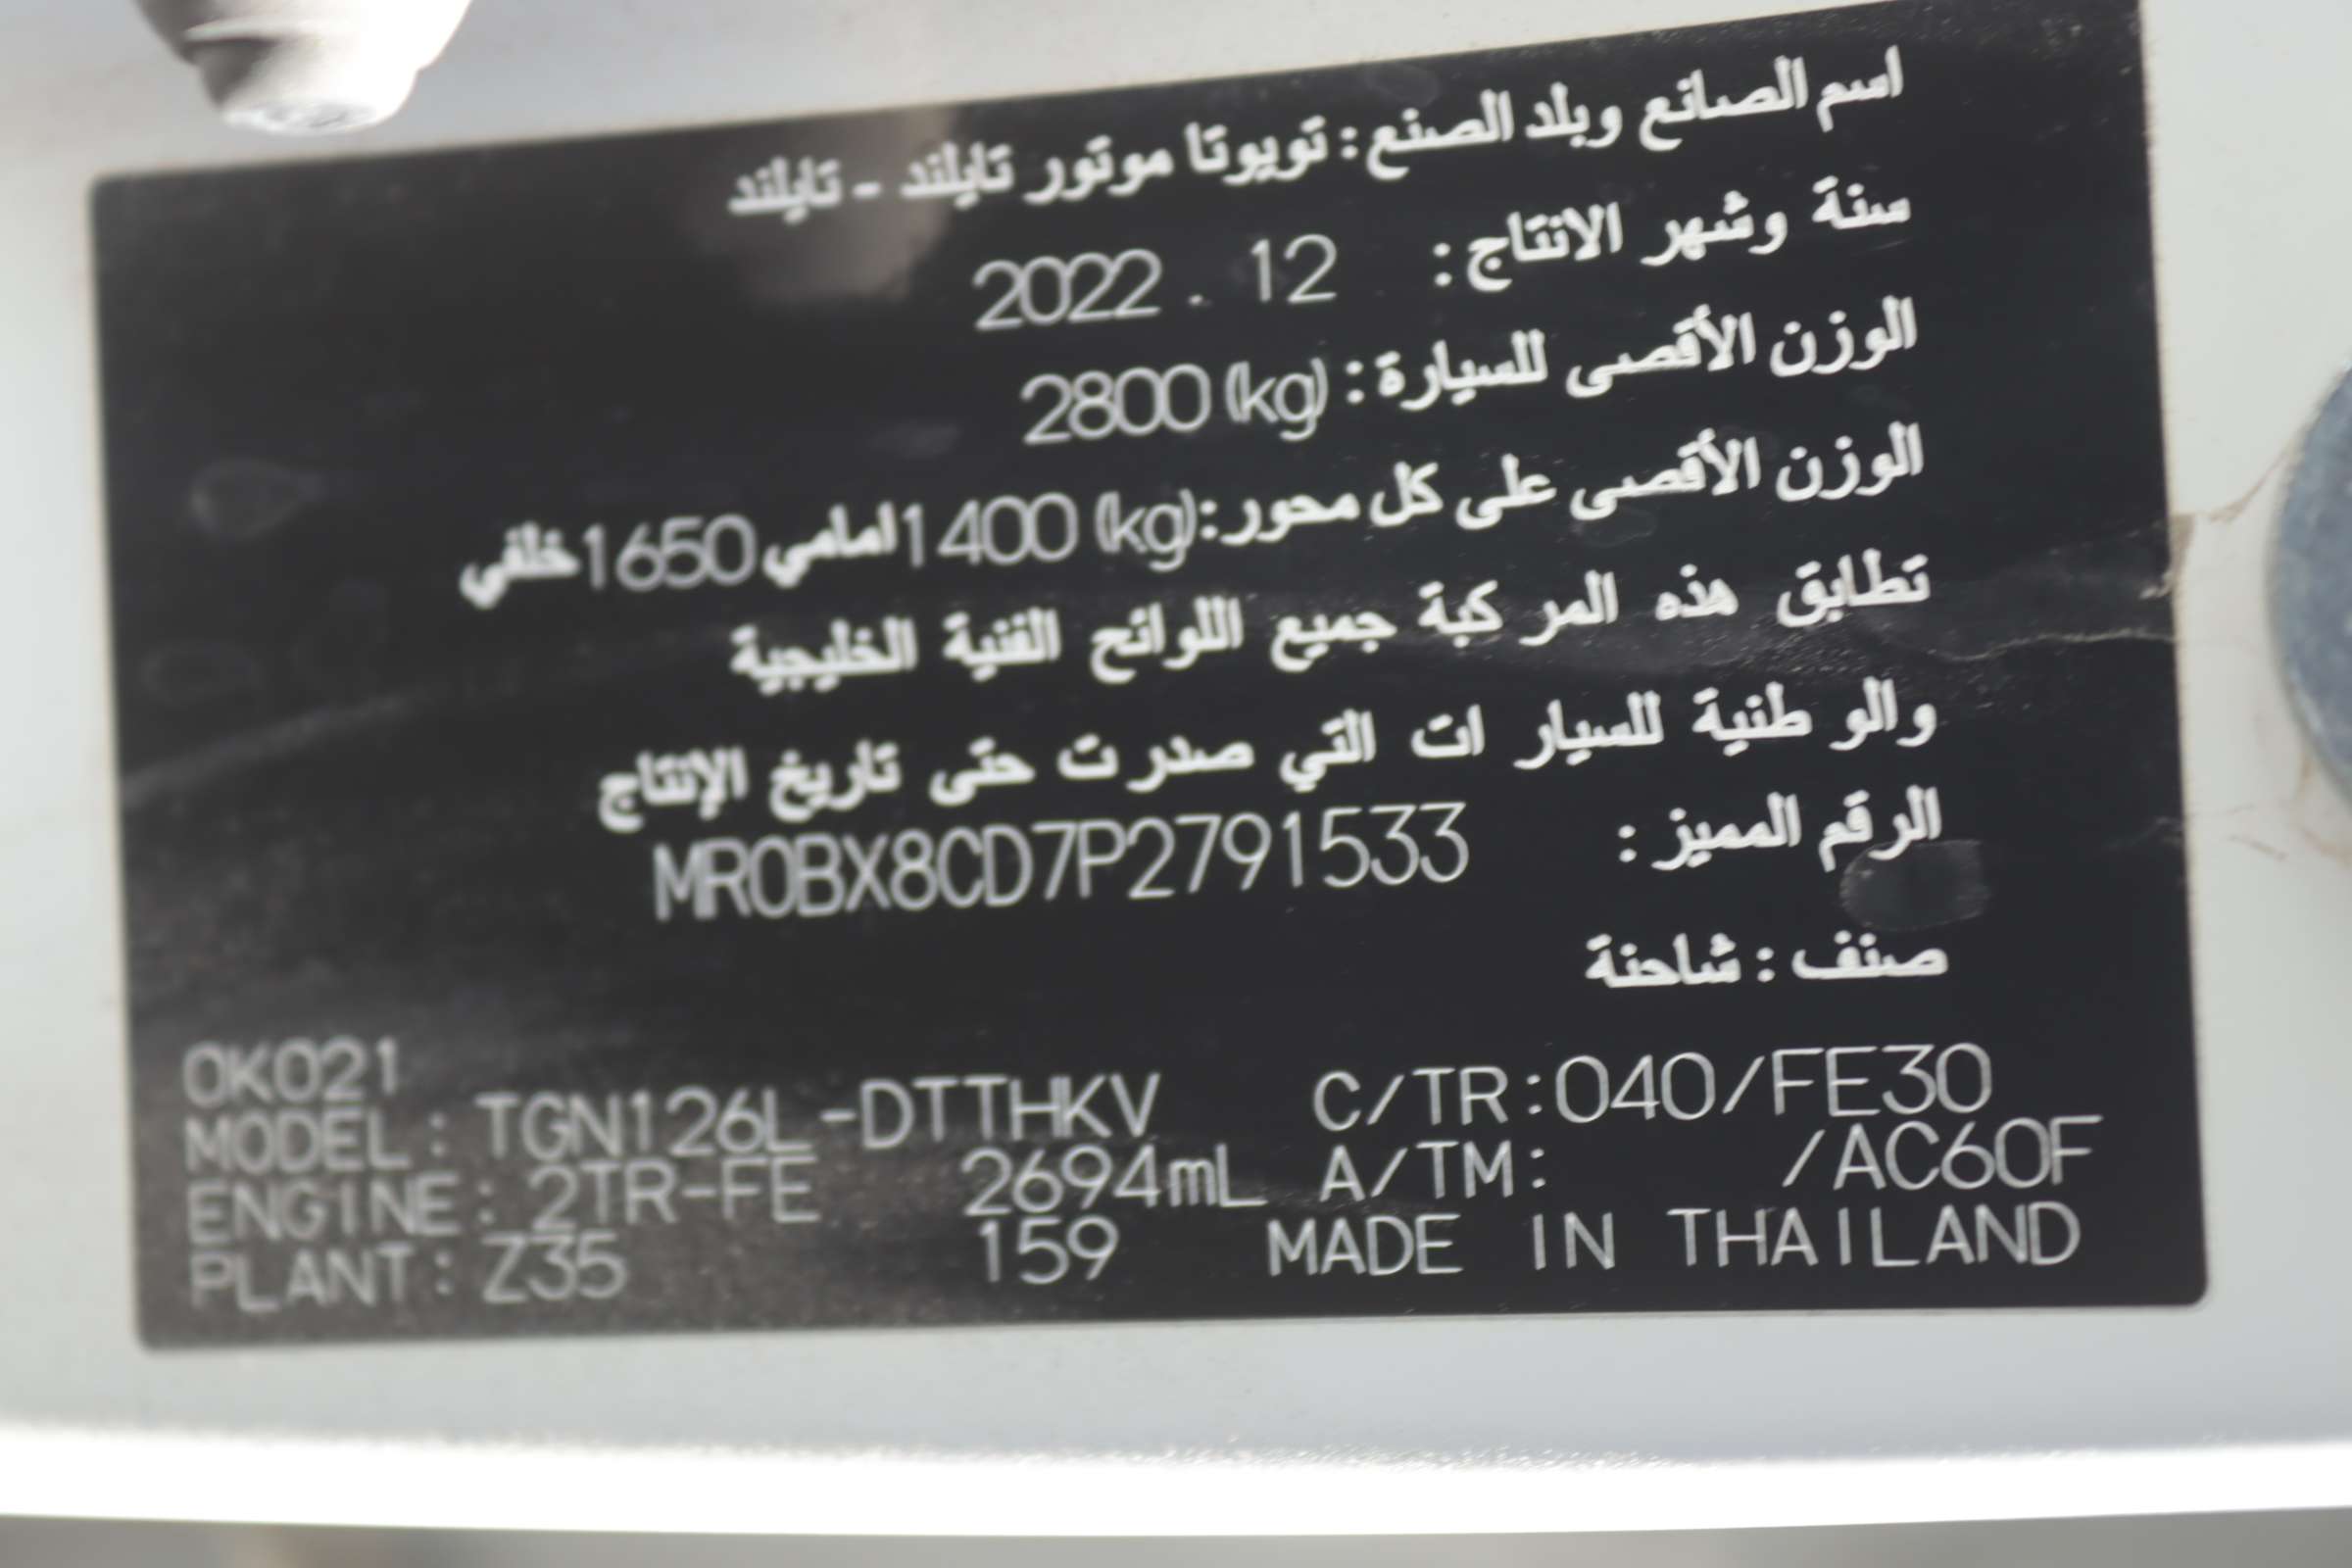 اسم الصانع وبلد الصنع: تويوتا موتور تايلند - تايلند
سنة وشهر الانتاج: 2022 . 12
الوزن الأقصى للسيارة: 2800 (kg)
الوزن الأقصى على كل محور:(kg) 1400 امامي 1650 خلفي
تطابق هذه المركبة جميع اللوائح الفنية الخليجية
والوطنية للسيارات التي صدرت حتى تاريخ الإنتاج
الرقم المميز: MR0BX8CD7P2791533
صنف: شاحنة
0K021
MODEL: TGN126L-DTTHKV C/TR:040/FE30
ENGINE: 2TR-FE 2694mL A/TM: /AC60F
PLANT: Z35 159 MADE IN THAILAND